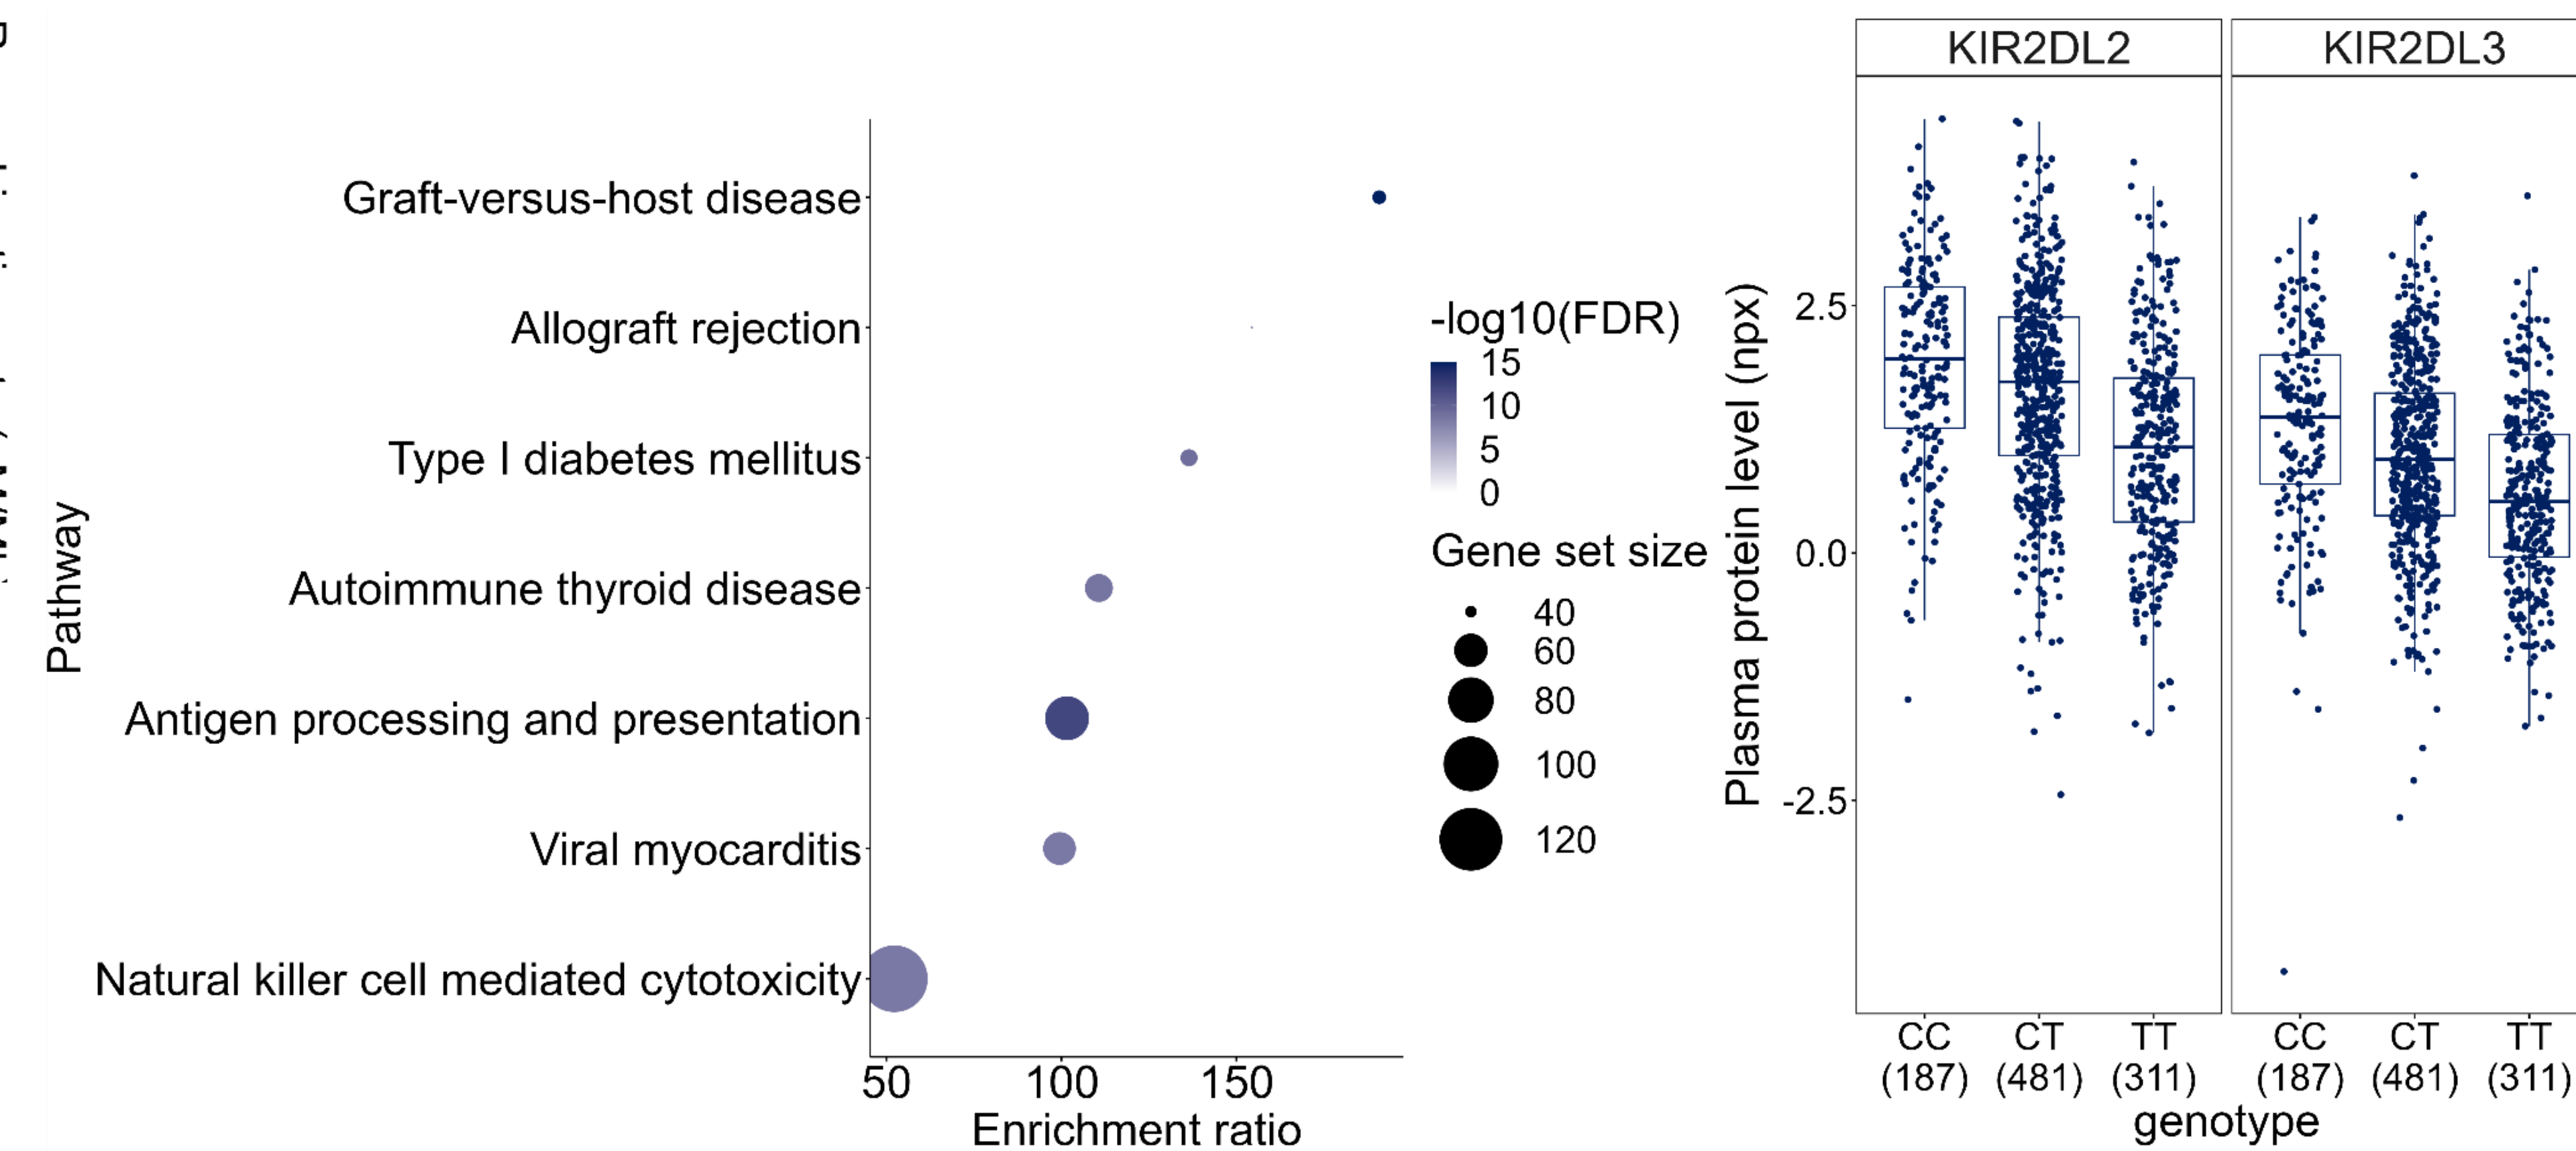 Pathway
Graft-versus-host disease
Allograft rejection
Type I diabetes mellitus
Autoimmune thyroid disease
Antigen processing and presentation
Viral myocarditis
Natural killer cell mediated cytotoxicity
50 100 150
Enrichment ratio
-log10(FDR)
15
10
5
0
Gene set size
40
60
80
100
120
Plasma protein level (npx)
2.5
0.0
-2.5
KIR2DL2 KIR2DL3
CC CT TT CC CT TT
(187) (481) (311) (187) (481) (311)
genotype